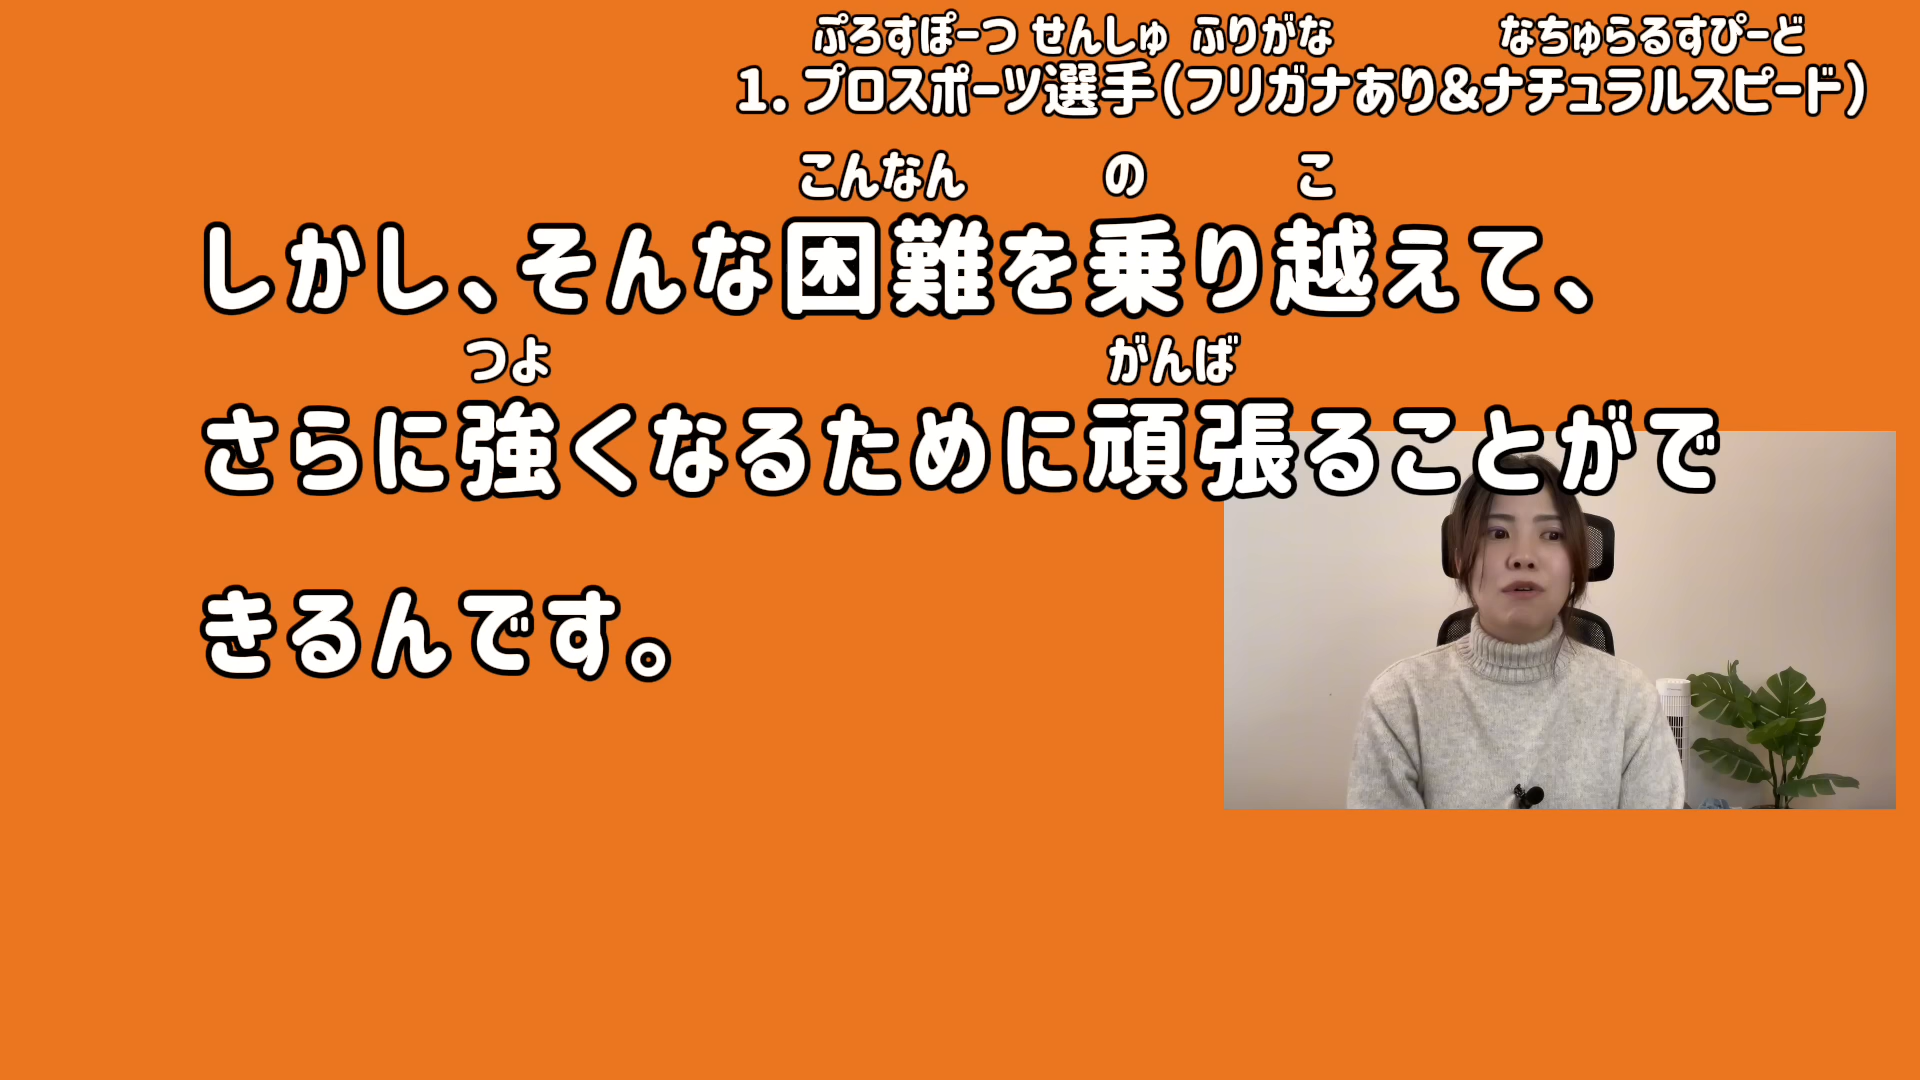 ぷろすぽーつ せんしゅ ふりがな なちゅらるすぴーど
1. プロスポーツ選手(フリガナあり&ナチュラルスピード)
こんなん の こ
しかし、そんな困難を乗り越えて、
つよ がんば
さらに強くなるために頑張ることがで
きるんです。